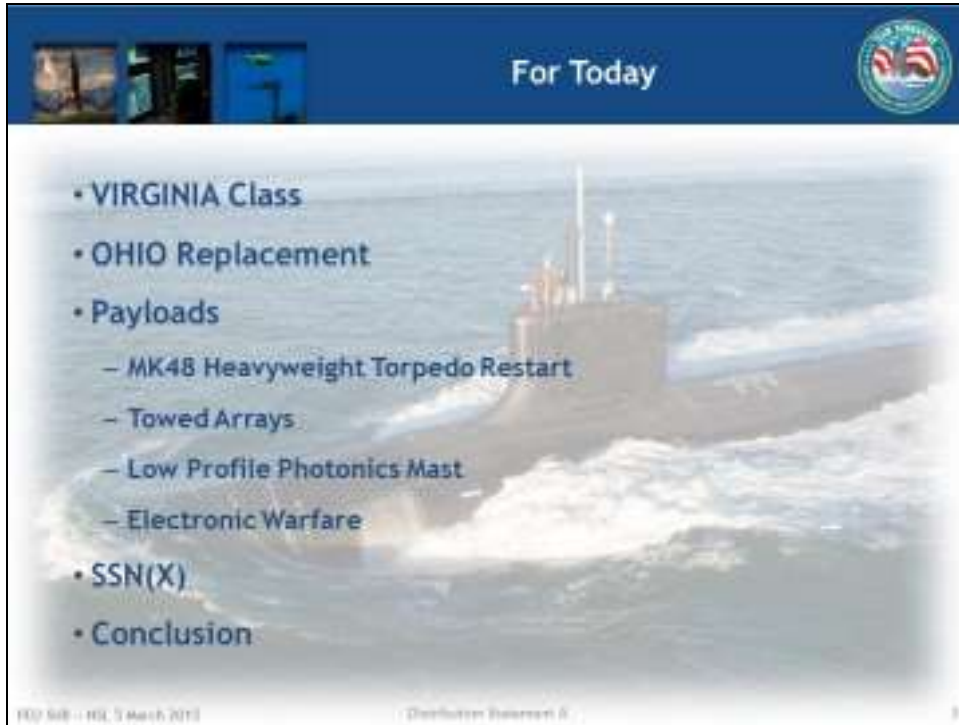 For Today
• VIRGINIA Class
• OHIO Replacement
• Payloads
– MK48 Heavyweight Torpedo Restart
– Towed Arrays
– Low Profile Photonics Mast
– Electronic Warfare
• SSN(X)
• Conclusion
March
Distribution Statement A